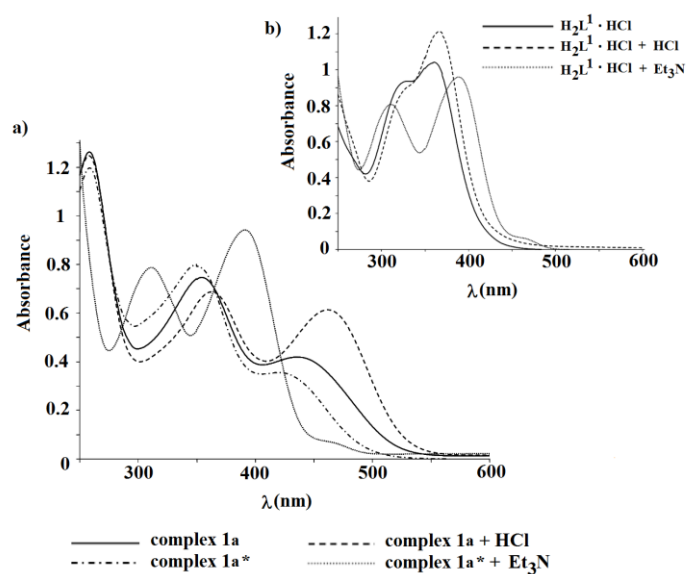 b)
H₂L¹ · HCl
H₂L¹ · HCl + HCl
H₂L¹ · HCl + Et₃N
Absorbance
1.2
1
0.8
0.6
0.4
0.2
0
300
400
500
600
λ(nm)
a)
Absorbance
1.2
1
0.8
0.6
0.4
0.2
0
300
400
500
600
λ(nm)
complex 1a
complex 1a + HCl
complex 1a*
complex 1a* + Et₃N